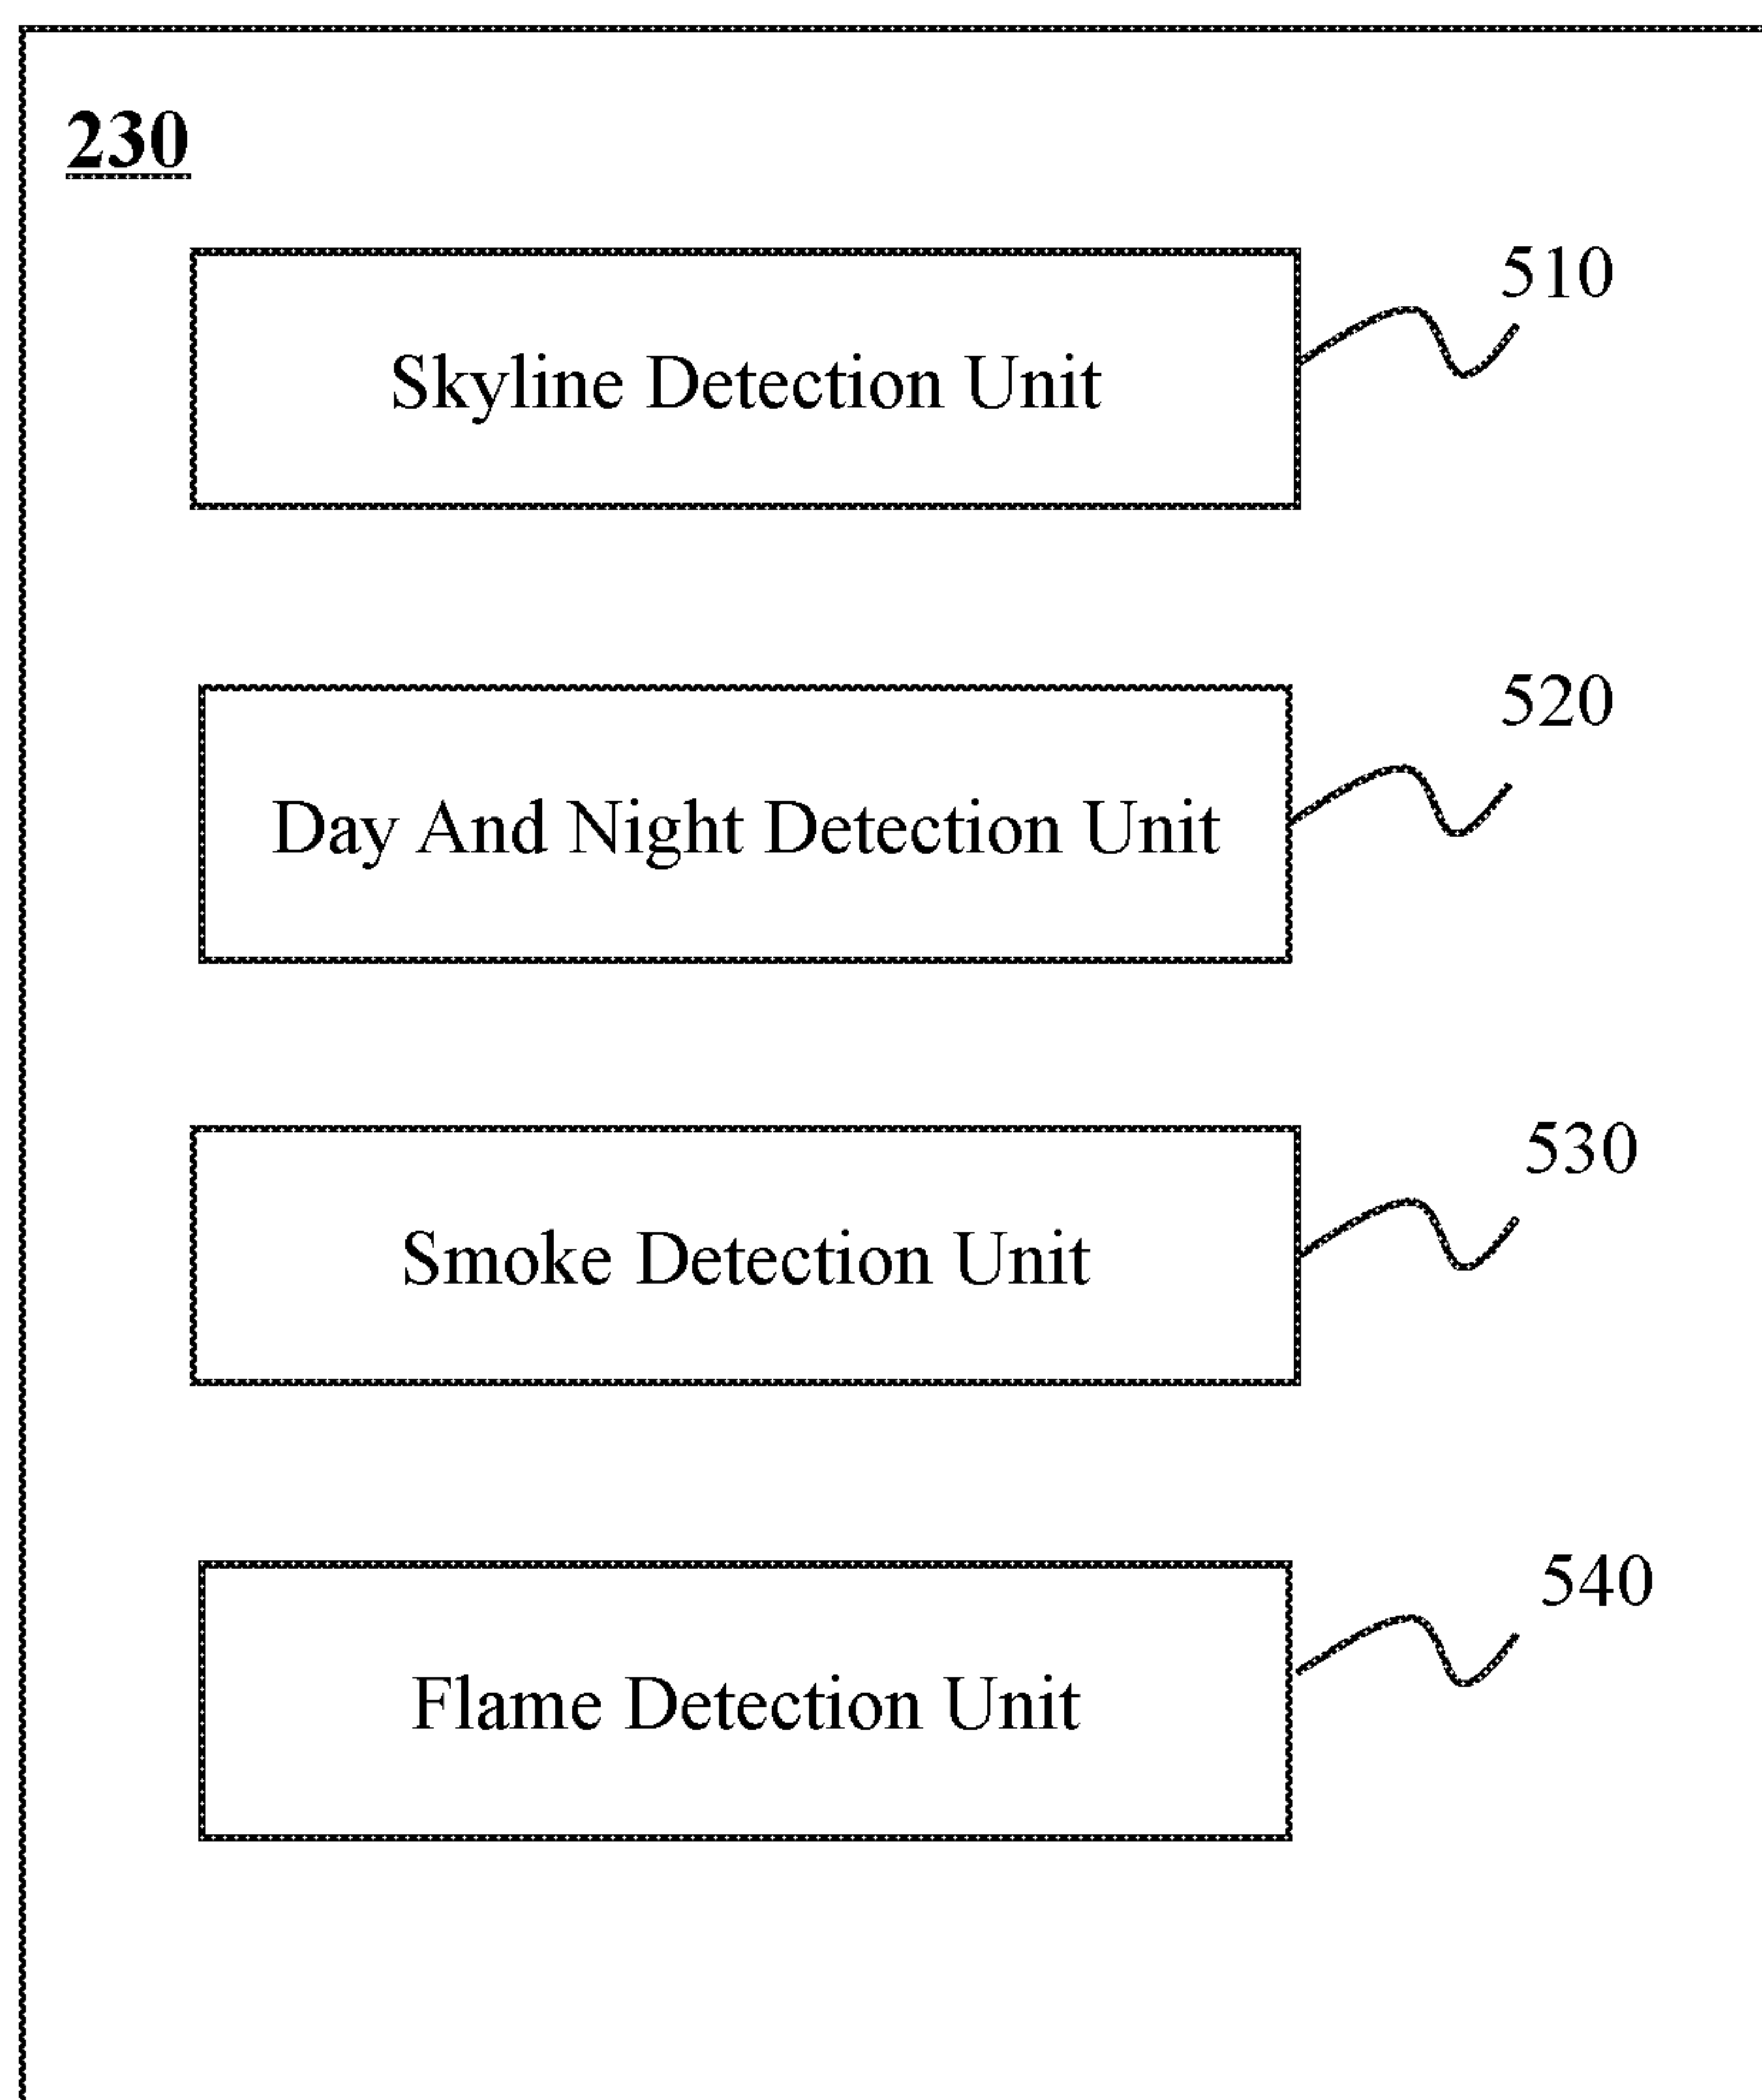 230
510
Skyline Detection Unit
520
Day And Night Detection Unit
530
Smoke Detection Unit
540
Flame Detection Unit